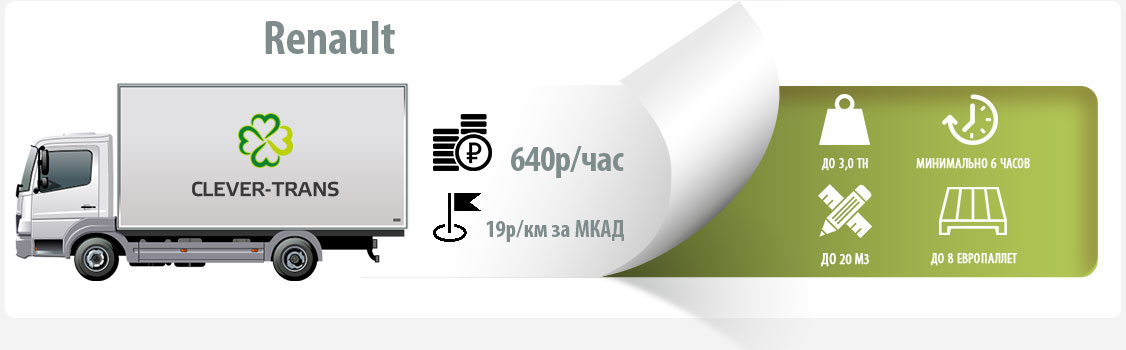 Renault
CLEVER-TRANS
640р/час
19р/км за МКАД
ДО 3,0 ТН
МИНИМАЛЬНО 6 ЧАСОВ
ДО 20 М3
ДО 8 ЕВРОПАЛЛЕТ